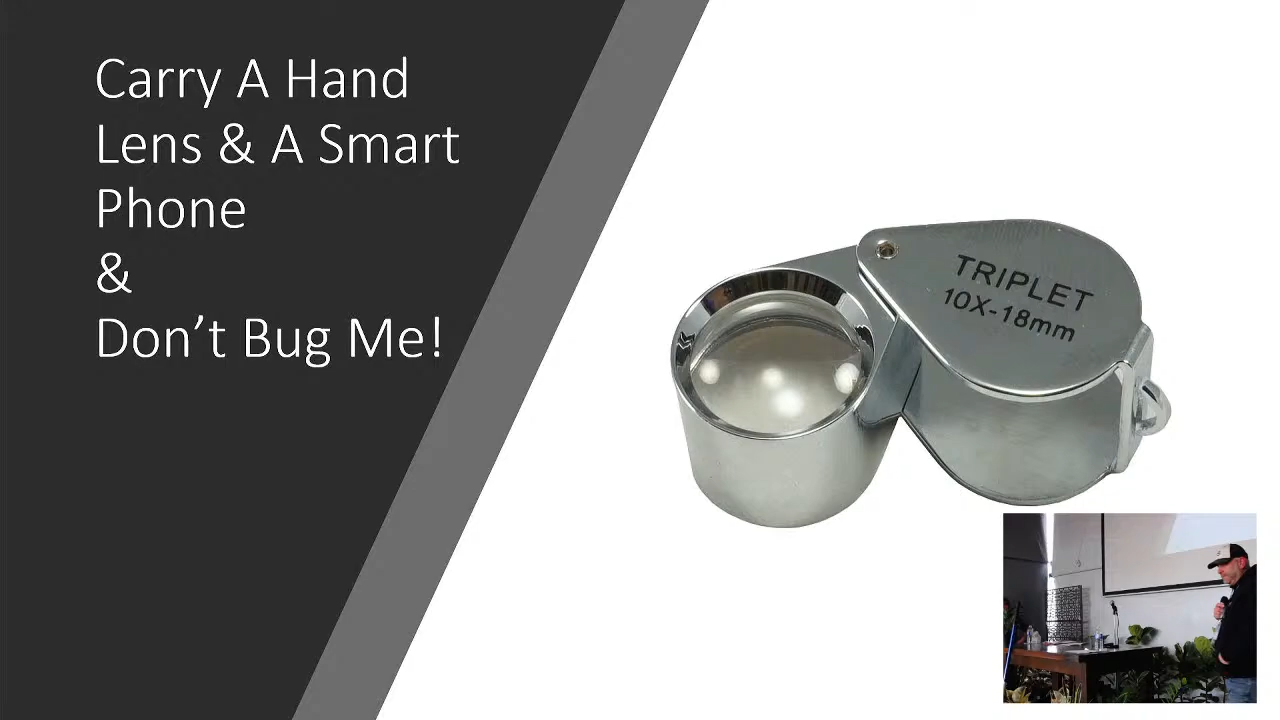 Carry A Hand
Lens & A Smart
Phone
&
Don’t Bug Me!
TRIPLET
10X-18mm